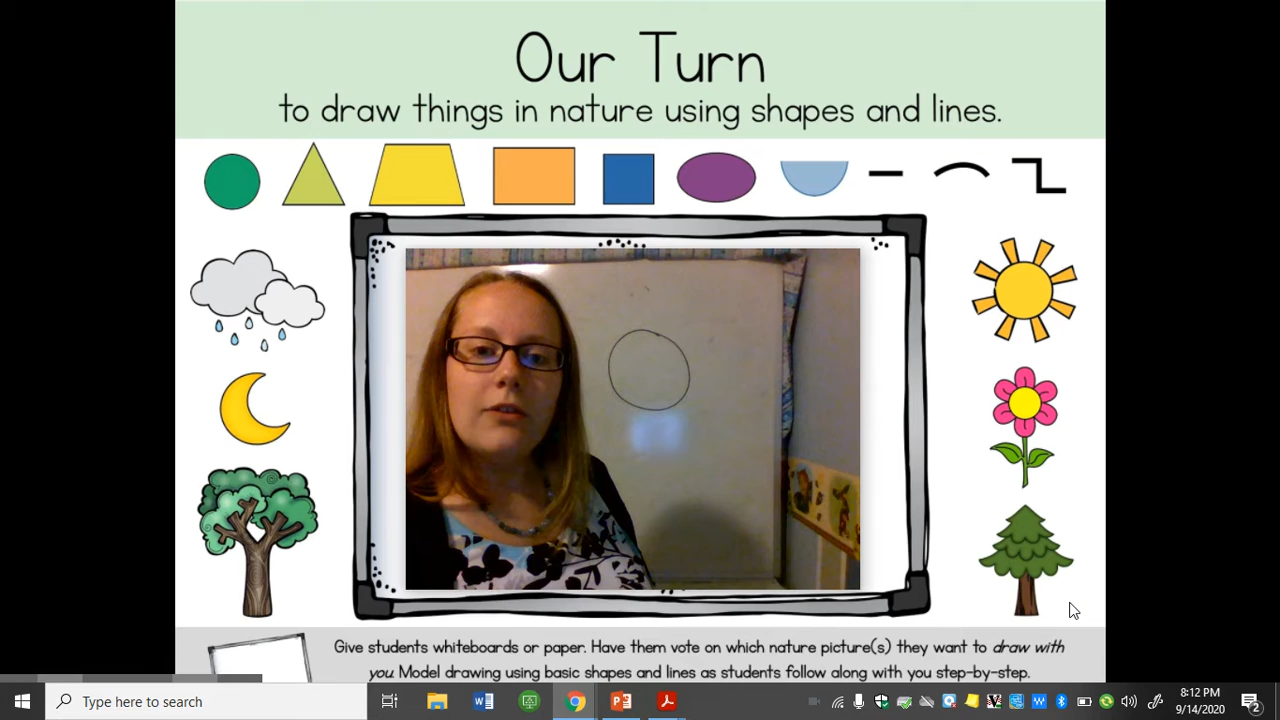 Our Turn
to draw things in nature using shapes and lines.
Give students whiteboards or paper. Have them vote on which nature picture(s) they want to draw with
you. Model drawing using basic shapes and lines as students follow along with you step-by-step.
Type here to search
8:12 PM
9/14/2020
2